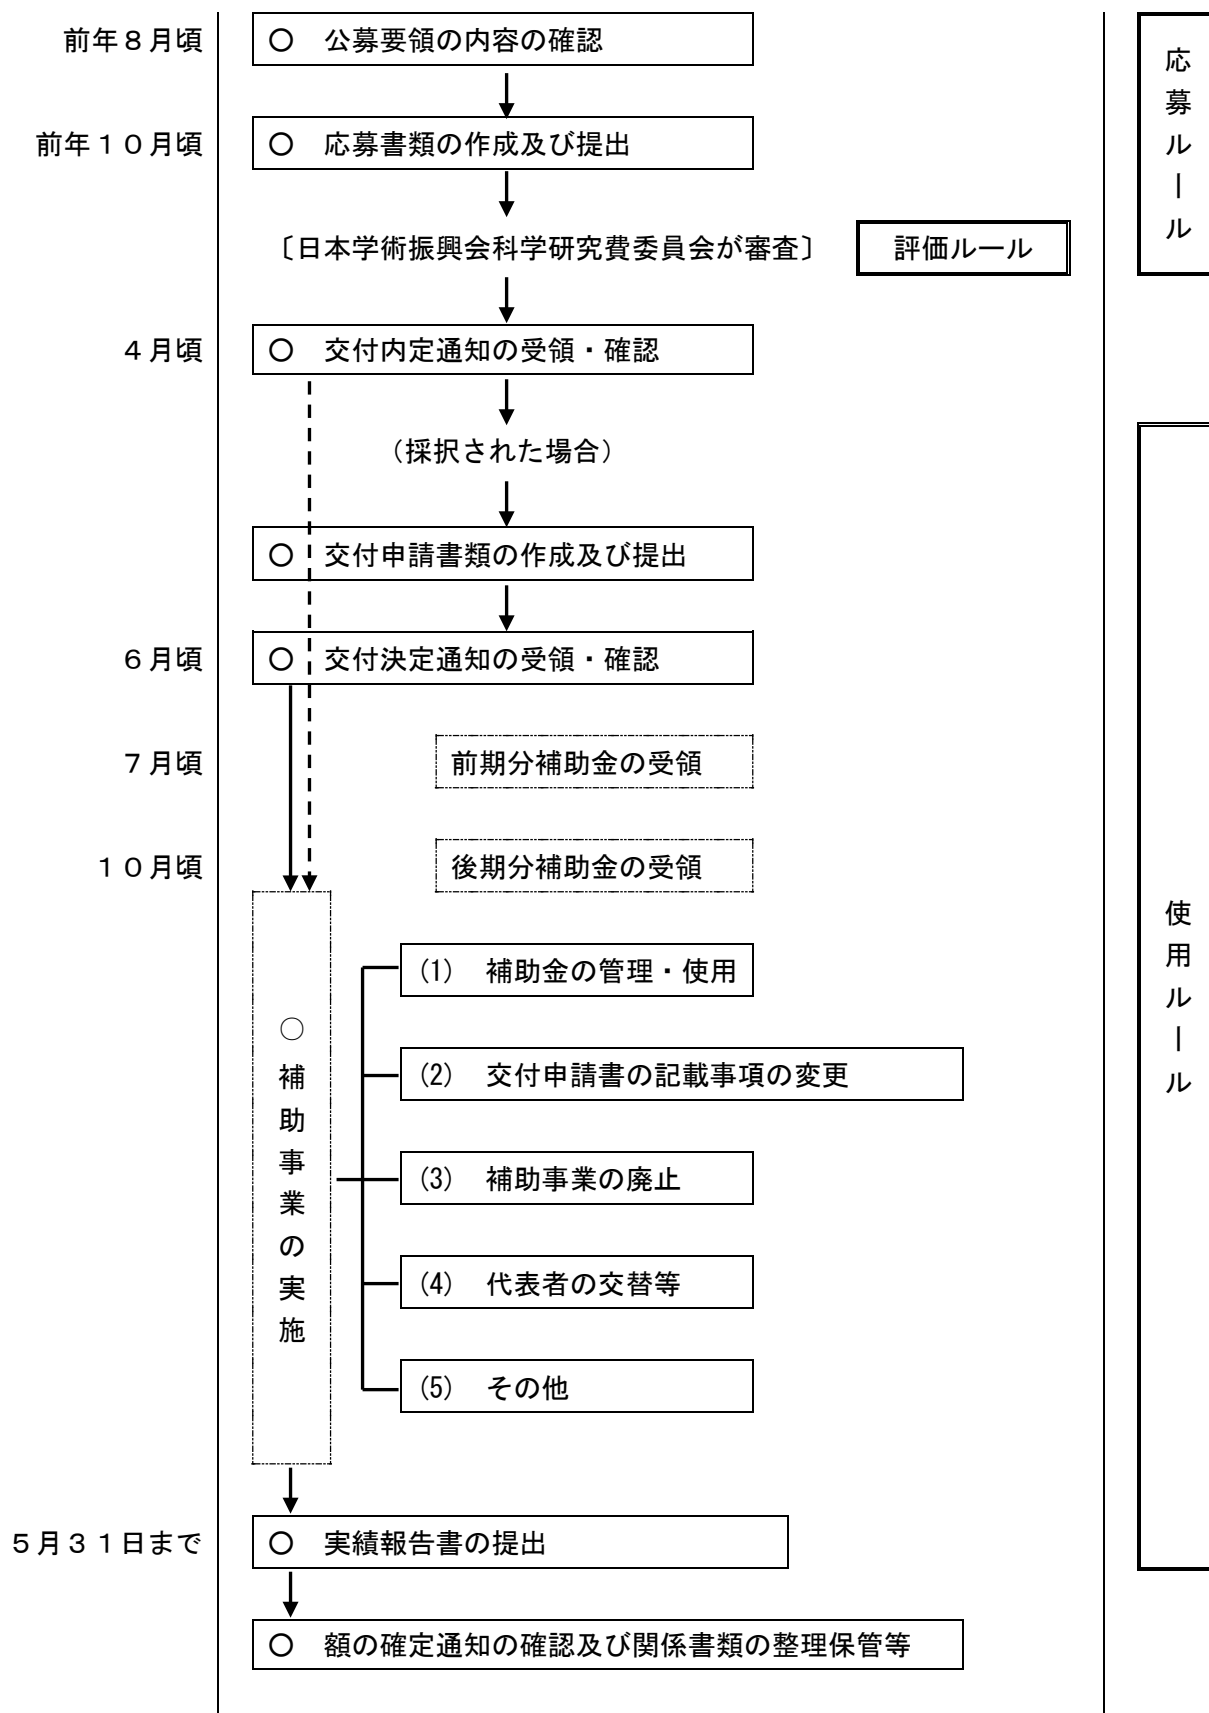 前年８月頃
〇　公募要領の内容の確認
前年１０月頃
〇　応募書類の作成及び提出
〔日本学術振興会科学研究費委員会が審査〕
評価ルール
応募ルール
４月頃
〇　交付内定通知の受領・確認
（採択された場合）
〇　交付申請書類の作成及び提出
６月頃
〇　交付決定通知の受領・確認
７月頃
前期分補助金の受領
１０月頃
後期分補助金の受領
〇補助事業の実施
(1)　補助金の管理・使用
(2)　交付申請書の記載事項の変更
(3)　補助事業の廃止
(4)　代表者の交替等
(5)　その他
使用ルール
５月３１日まで
〇　実績報告書の提出
〇　額の確定通知の確認及び関係書類の整理保管等